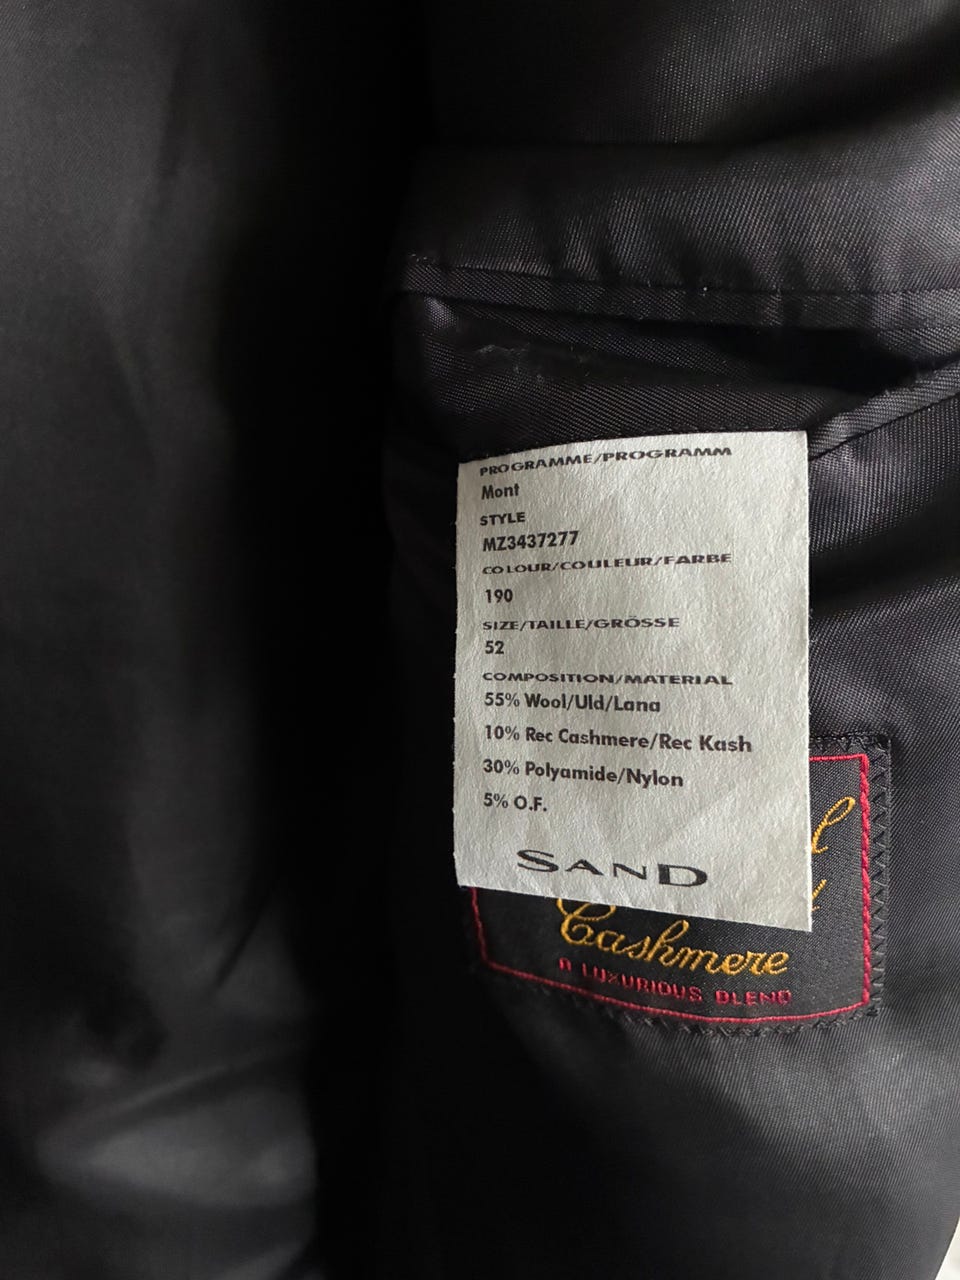 PROGRAMME/PROGRAMM
Mont
STYLE
MZ3437277
COLOUR/COULEUR/FARBE
190
SIZE/TAILLE/GRÖSSE
52
COMPOSITION/MATERIAL
55% Wool/Uld/Lana
10% Rec Cashmere/Rec Kash
30% Polyamide/Nylon
5% O.F.
SAND
Cashmere
A LUXURIOUS BLEND